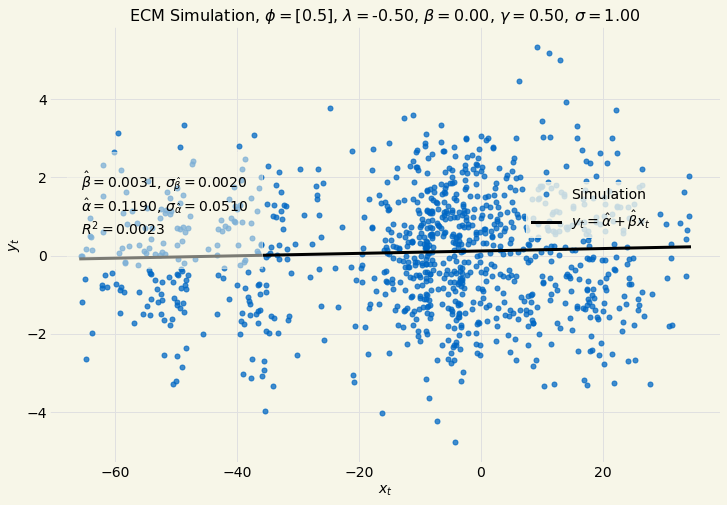 ECM Simulation, ϕ = [0.5], λ = -0.50, β = 0.00, γ = 0.50, σ = 1.00
4
2
0
−2
−4
y_t
β̂ = 0.0031, σ_β̂ = 0.0020
α̂ = 0.1190, σ_α̂ = 0.0510
R² = 0.0023
Simulation
y_t = α̂ + β̂x_t
−60 −40 −20 0 20
x_t